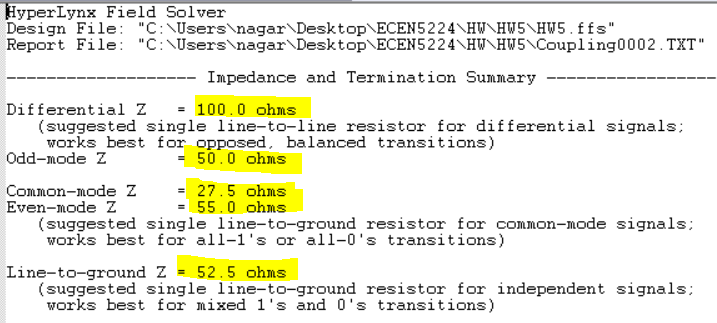 HyperLynx Field Solver
Design File: "C:\Users\nagar\Desktop\ECEN5224\HW\HW5\HW5.ffs"
Report File: "C:\Users\nagar\Desktop\ECEN5224\HW\HW5\Coupling0002.TXT"
-------------------- Impedance and Termination Summary ------------------
Differential Z = 100.0 ohms
(suggested single line-to-line resistor for differential signals;
works best for opposed, balanced transitions)
Odd-mode Z = 50.0 ohms
Common-mode Z = 27.5 ohms
Even-mode Z = 55.0 ohms
(suggested single line-to-ground resistor for common-mode signals;
works best for all-1's or all-0's transitions)
Line-to-ground Z = 52.5 ohms
(suggested single line-to-ground resistor for independent signals;
works best for mixed 1's and 0's transitions)